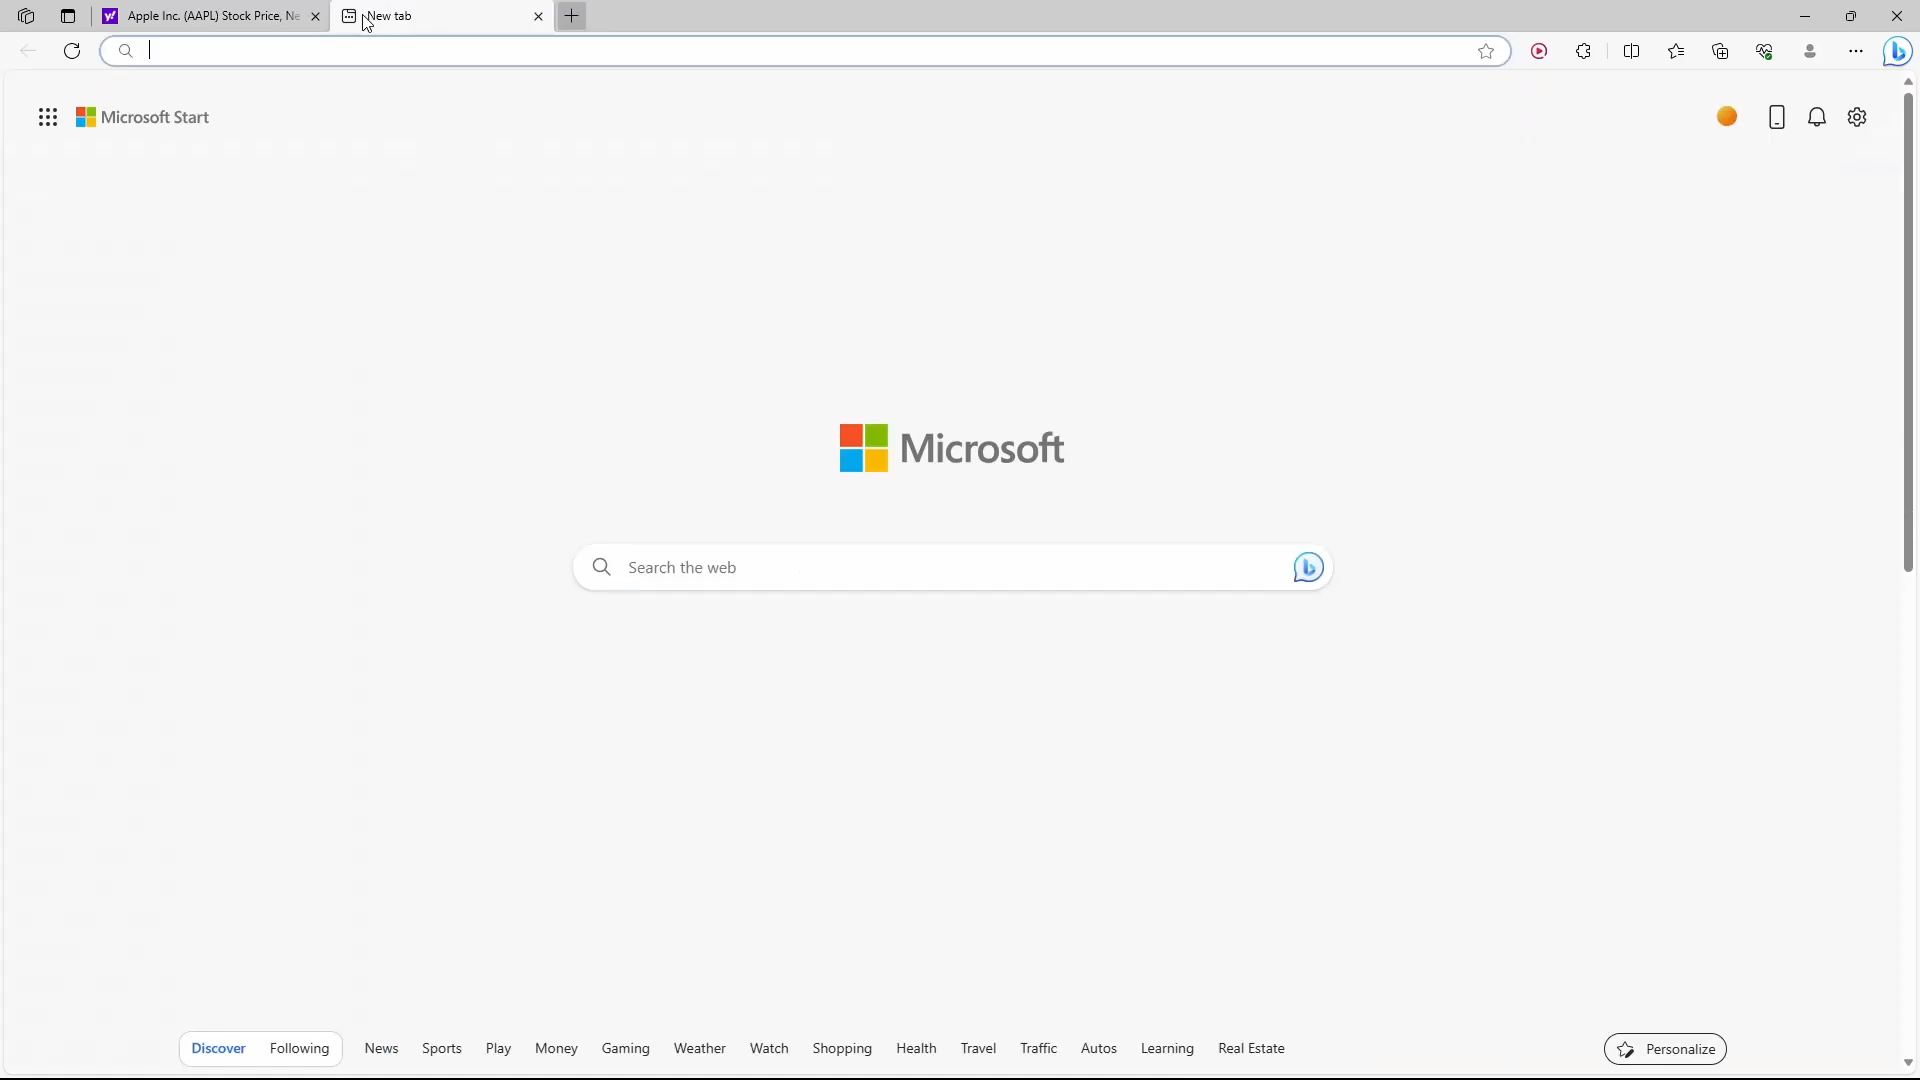 Apple Inc. (AAPL) Stock Price, Ne
New tab
Microsoft Start
Microsoft
Search the web
Discover Following News Sports Play Money Gaming Weather Watch Shopping Health Travel Traffic Autos Learning Real Estate Personalize